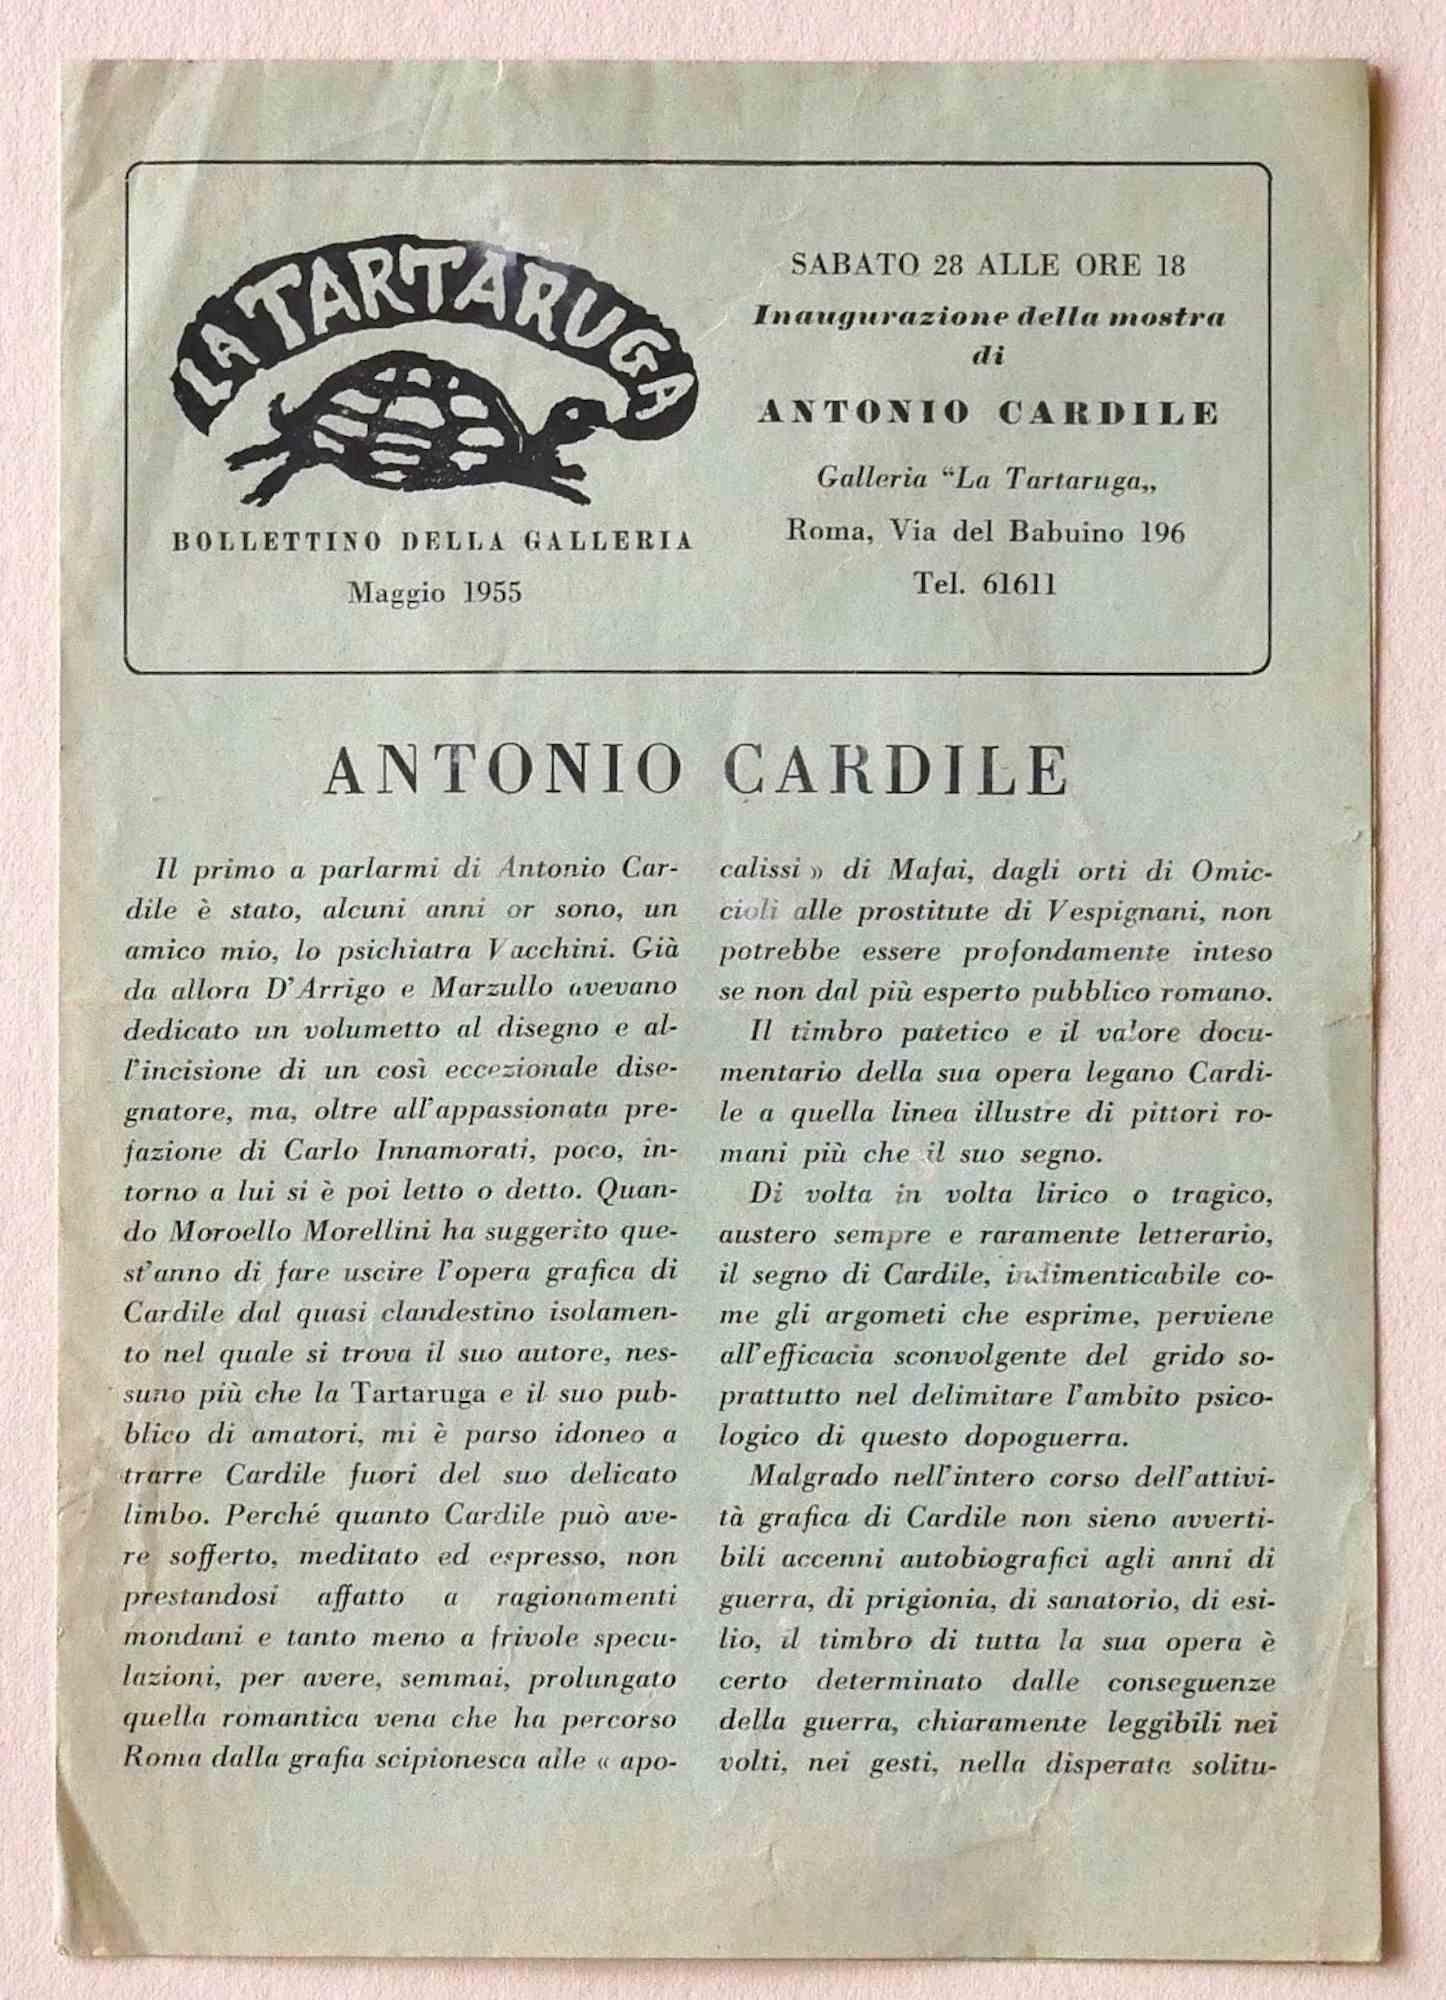 LA TARTARUGA
BOLLETTINO DELLA GALLERIA
Maggio 1955
SABATO 28 ALLE ORE 18
Inaugurazione della mostra
di
ANTONIO CARDILE
Galleria “La Tartaruga„
Roma, Via del Babuino 196
Tel. 61611
ANTONIO CARDILE
Il primo a parlarmi di Antonio Car-
dile è stato, alcuni anni or sono, un
amico mio, lo psichiatra Vacchini. Già
da allora D'Arrigo e Marzullo avevano
dedicato un volumetto al disegno e al-
l'incisione di un così eccezionale dise-
gnatore, ma, oltre all'appassionata pre-
fazione di Carlo Innamorati, poco, in-
torno a lui si è poi letto o detto. Quan-
do Moroello Morellini ha suggerito que-
st'anno di fare uscire l'opera grafica di
Cardile dal quasi clandestino isolamen-
to nel quale si trova il suo autore, nes-
suno più che la Tartaruga e il suo pub-
blico di amatori, mi è parso idoneo a
trarre Cardile fuori del suo delicato
limbo. Perché quanto Cardile può ave-
re sofferto, meditato ed espresso, non
prestandosi affatto a ragionamenti
mondani e tanto meno a frivole specu-
lazioni, per avere, semmai, prolungato
quella romantica vena che ha percorso
Roma dalla grafia scipionesca alle « apo-
calissi » di Mafai, dagli orti di Omic-
cioli alle prostitute di Vespignani, non
potrebbe essere profondamente inteso
se non dal più esperto pubblico romano.
Il timbro patetico e il valore docu-
mentario della sua opera legano Cardi-
le a quella linea illustre di pittori ro-
mani più che il suo segno.
Di volta in volta lirico o tragico,
austero sempre e raramente letterario,
il segno di Cardile, indimenticabile co-
me gli argometi che esprime, perviene
all'efficacia sconvolgente del grido so-
prattutto nel delimitare l'ambito psico-
logico di questo dopoguerra.
Malgrado nell'intero corso dell'attivi-
tà grafica di Cardile non sieno avverti-
bili accenni autobiografici agli anni di
guerra, di prigionia, di sanatorio, di esi-
lio, il timbro di tutta la sua opera è
certo determinato dalle conseguenze
della guerra, chiaramente leggibili nei
volti, nei gesti, nella disperata solitu-